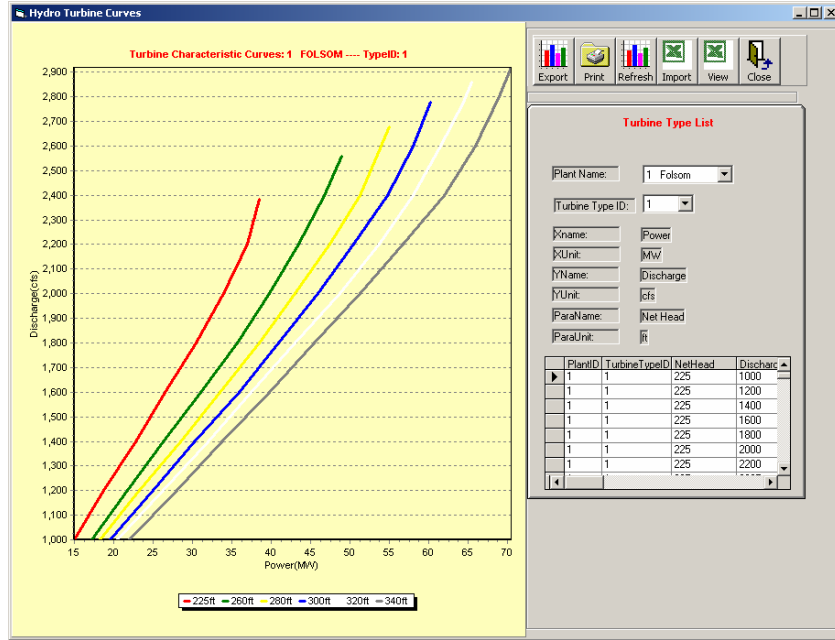 Hydro Turbine Curves
Turbine Characteristic Curves: 1 FOLSOM ---- TypeID: 1
2,900
2,800
2,700
2,600
2,500
2,400
2,300
2,200
2,100
2,000
1,900
1,800
1,700
1,600
1,500
1,400
1,300
1,200
1,100
1,000
Discharge(cfs)
15 20 25 30 35 40 45 50 55 60 65 70
Power(MW)
225ft 260ft 280ft 300ft 320ft 340ft
Export Print Refresh Import View Close
Turbine Type List
Plant Name: 1 Folsom
Turbine Type ID: 1
Xname: Power
XUnit: MW
YName: Discharge
YUnit: cfs
ParaName: Net Head
ParaUnit: ft
PlantID TurbineTypeID NetHead Discharg
1 1 225 1000
1 1 225 1200
1 1 225 1400
1 1 225 1600
1 1 225 1800
1 1 225 2000
1 1 225 2200